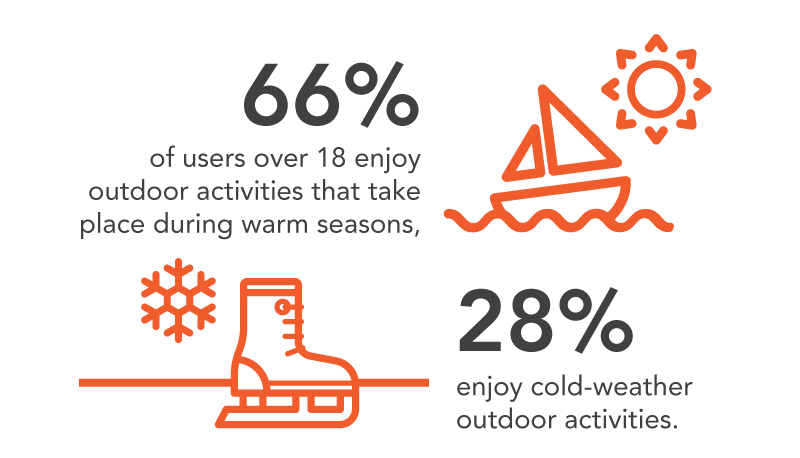 66%
of users over 18 enjoy
outdoor activities that take
place during warm seasons,
28%
enjoy cold-weather
outdoor activities.